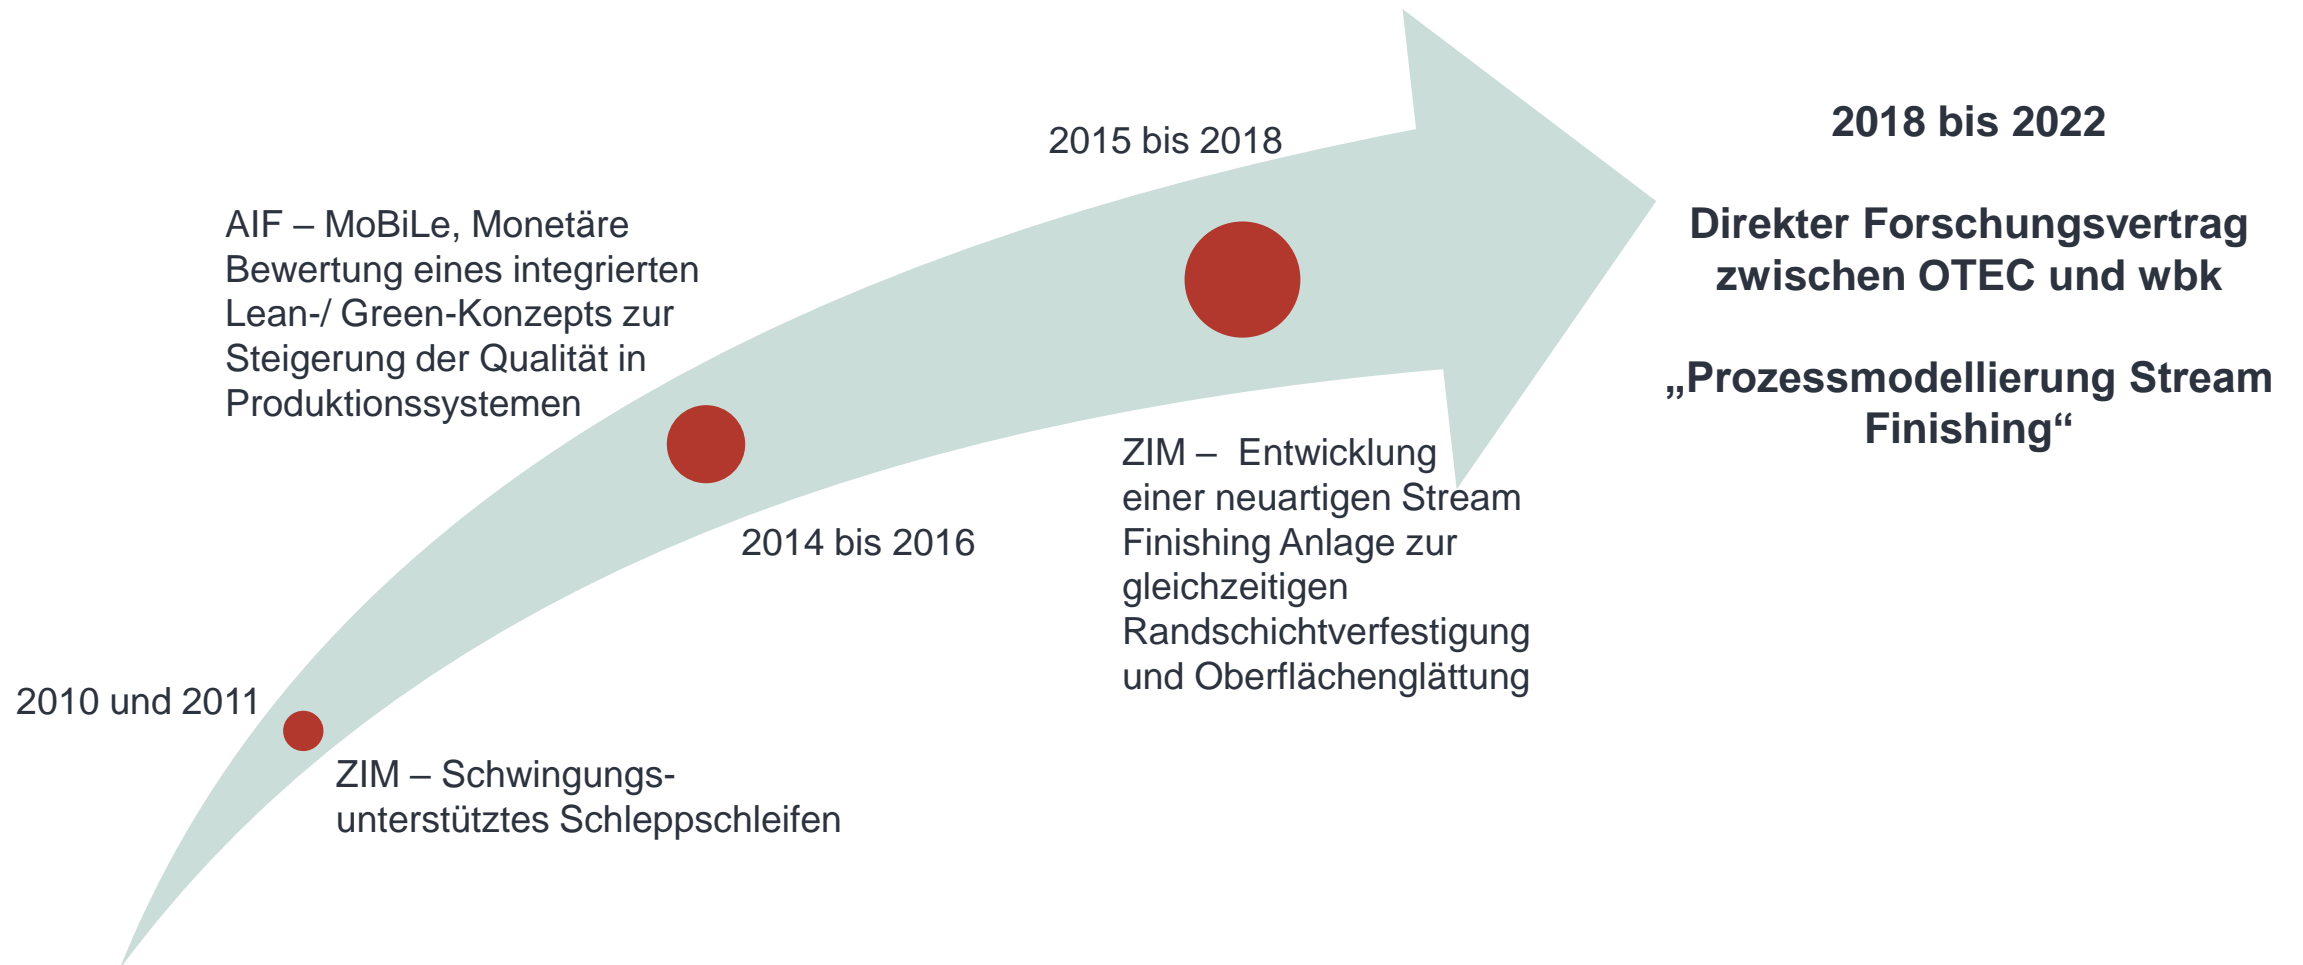 2010 und 2011
ZIM – Schwingungs-
unterstütztes Schleppschleifen
AIF – MoBiLe, Monetäre
Bewertung eines integrierten
Lean-/ Green-Konzepts zur
Steigerung der Qualität in
Produktionssystemen
2014 bis 2016
2015 bis 2018
ZIM –  Entwicklung
einer neuartigen Stream
Finishing Anlage zur
gleichzeitigen
Randschichtverfestigung
und Oberflächenglättung
2018 bis 2022
Direkter Forschungsvertrag
zwischen OTEC und wbk
„Prozessmodellierung Stream
Finishing“